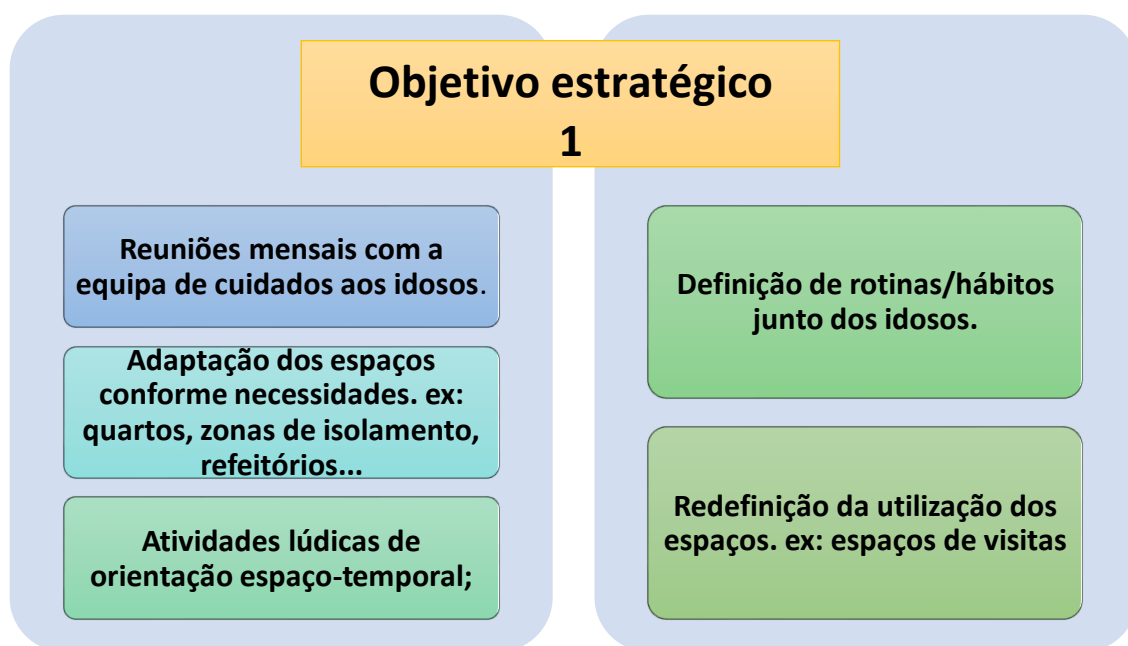 Objetivo estratégico
1
Reuniões mensais com a
equipa de cuidados aos idosos.
Adaptação dos espaços
conforme necessidades. ex:
quartos, zonas de isolamento,
refeitórios...
Atividades lúdicas de
orientação espaço-temporal;
Definição de rotinas/hábitos
junto dos idosos.
Redefinição da utilização dos
espaços. ex: espaços de visitas